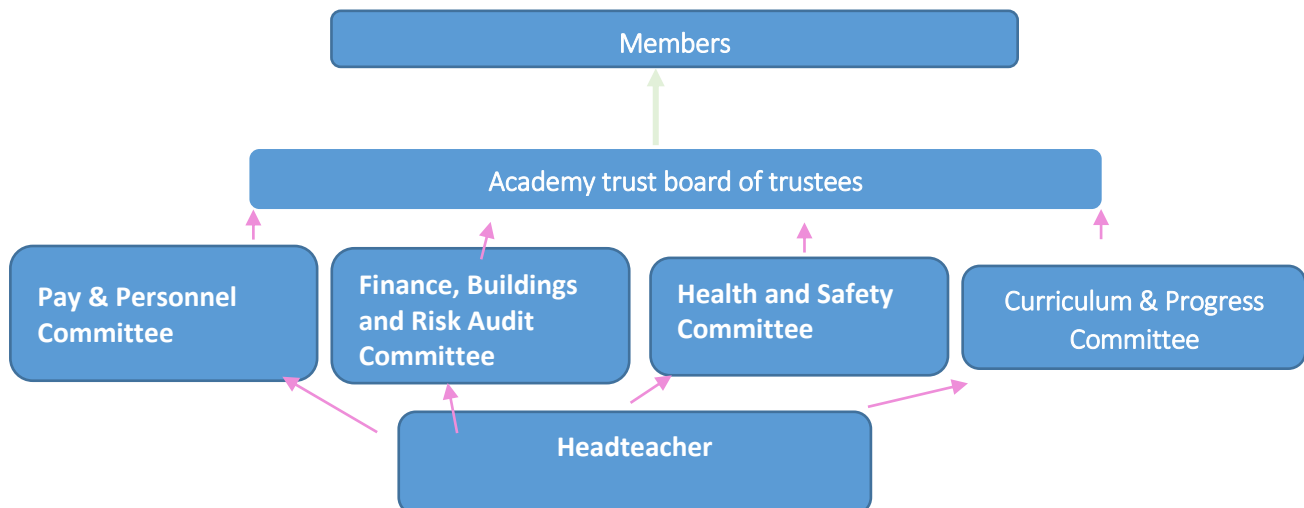 Members
Academy trust board of trustees
Pay & Personnel
Committee
Finance, Buildings
and Risk Audit
Committee
Health and Safety
Committee
Curriculum & Progress
Committee
Headteacher